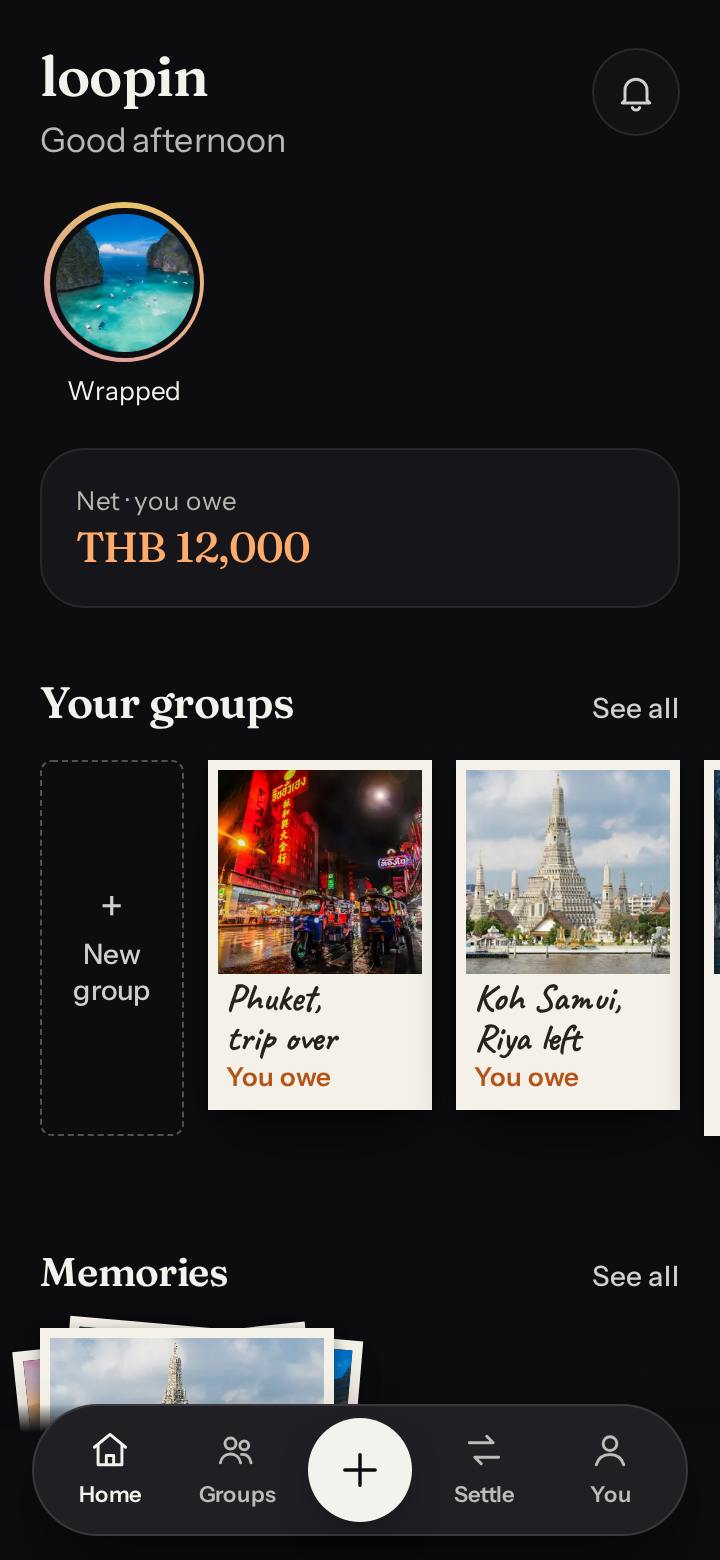 loopin
Good afternoon
Wrapped
Net · you owe
THB 12,000
Your groups
See all
+
New
group
Phuket,
trip over
You owe
Koh Samui,
Riya left
You owe
Memories
See all
Home
Groups
Settle
You